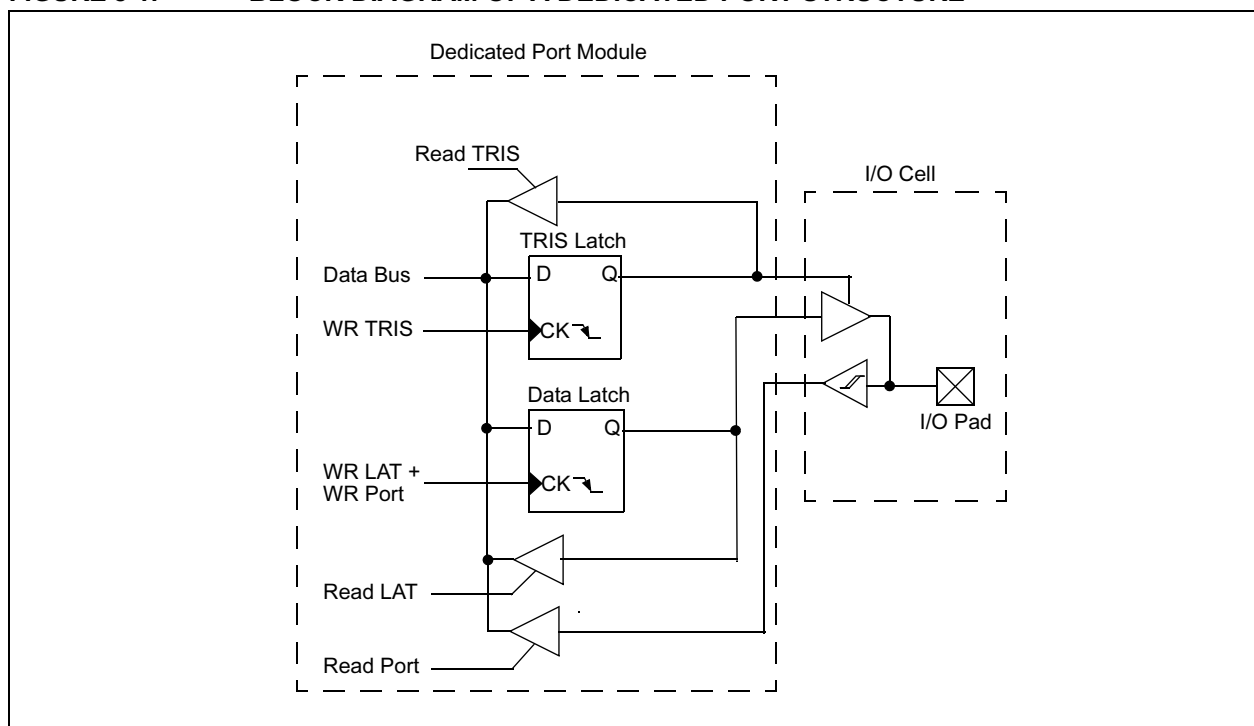 Dedicated Port Module
Read TRIS
I/O Cell
TRIS Latch
Data Bus
D
Q
WR TRIS
CK
Data Latch
D
Q
I/O Pad
WR LAT +
WR Port
CK
Read LAT
Read Port